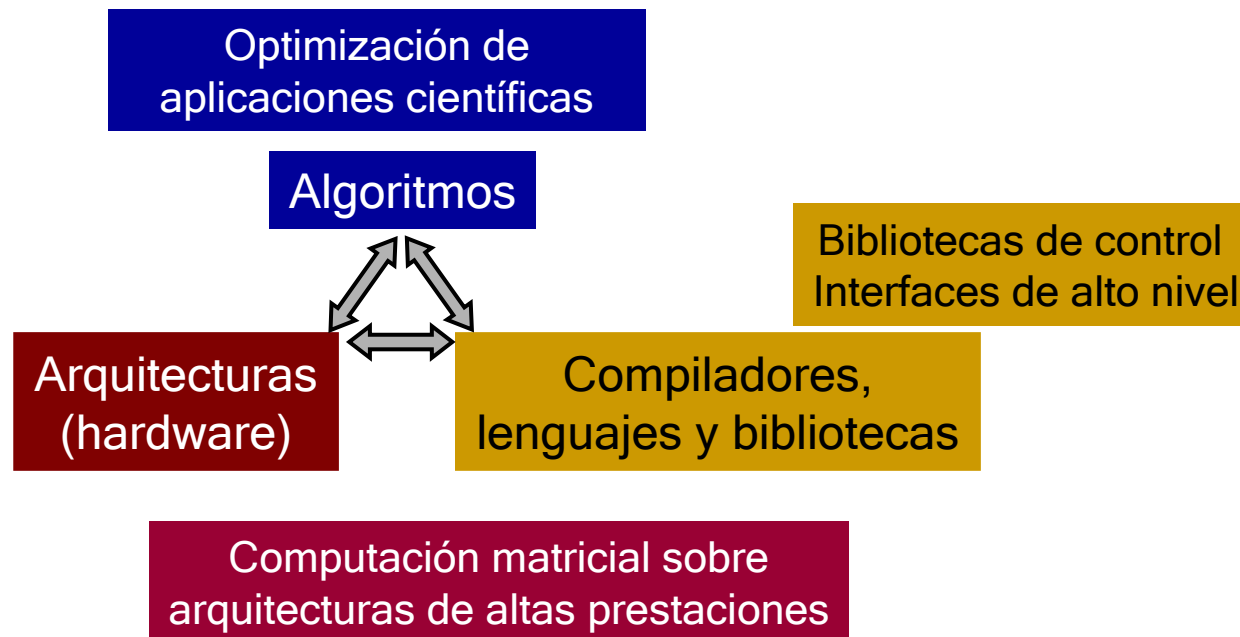 Optimización de
aplicaciones científicas
Algoritmos
Bibliotecas de control
Interfaces de alto nivel
Arquitecturas
(hardware)
Compiladores,
lenguajes y bibliotecas
Computación matricial sobre
arquitecturas de altas prestaciones